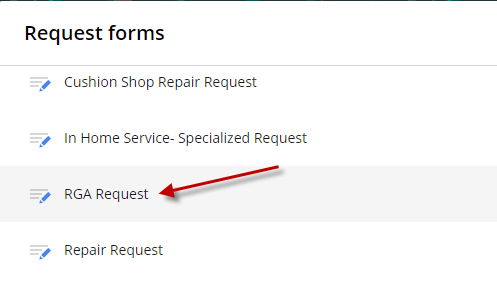 Request forms
Cushion Shop Repair Request
In Home Service- Specialized Request
RGA Request
Repair Request